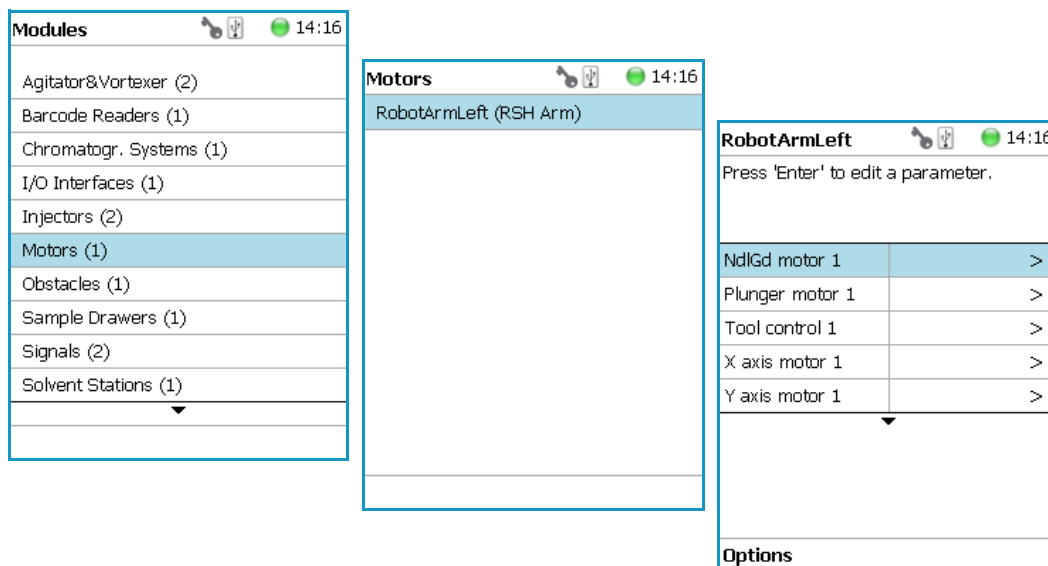 Modules 14:16
Agitator&Vortexer (2)
Barcode Readers (1)
Chromatogr. Systems (1)
I/O Interfaces (1)
Injectors (2)
Motors (1)
Obstacles (1)
Sample Drawers (1)
Signals (2)
Solvent Stations (1)
Motors 14:16
RobotArmLeft (RSH Arm)
RobotArmLeft 14:16
Press 'Enter' to edit a parameter.
NdlGd motor 1 >
Plunger motor 1 >
Tool control 1 >
X axis motor 1 >
Y axis motor 1 >
Options